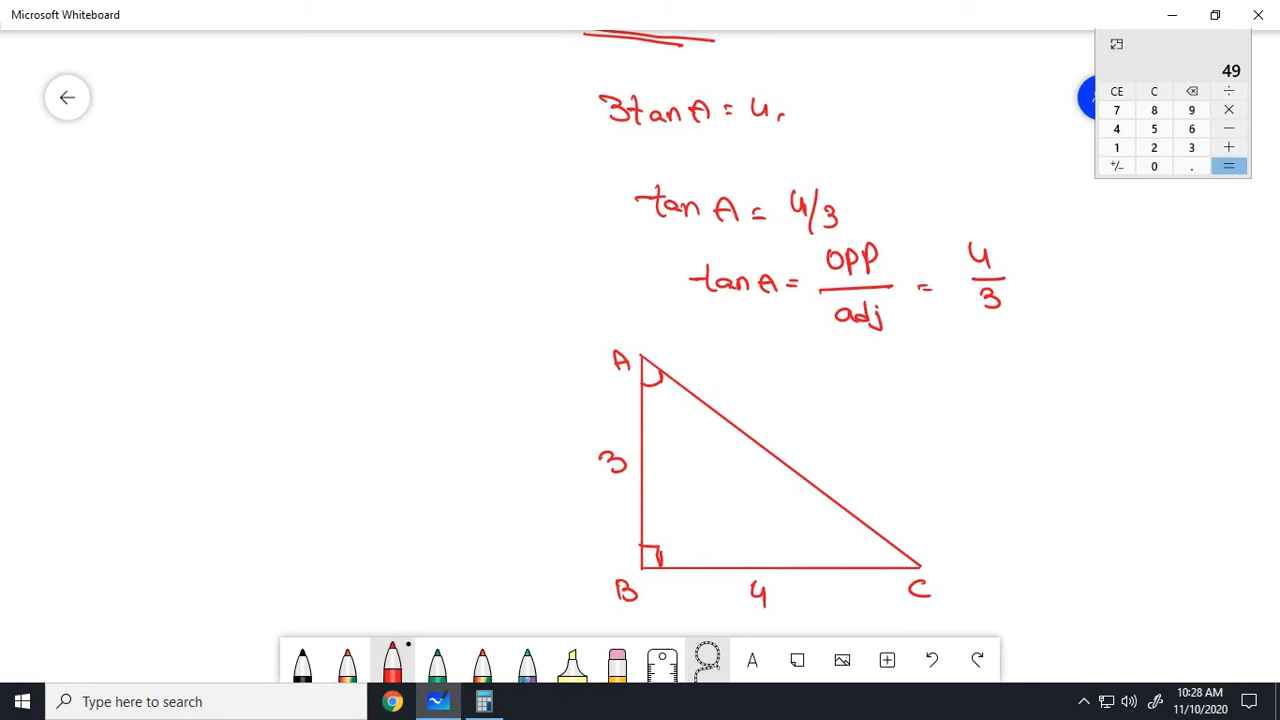 Microsoft Whiteboard
49
CE C ÷
7 8 9 ×
4 5 6 −
1 2 3 +
+/- 0 . =
3tanA = 4,
tan A = 4/3
tan A = opp/adj = 4/3
A
3
B 4 C
A
Type here to search
10:28 AM
11/10/2020